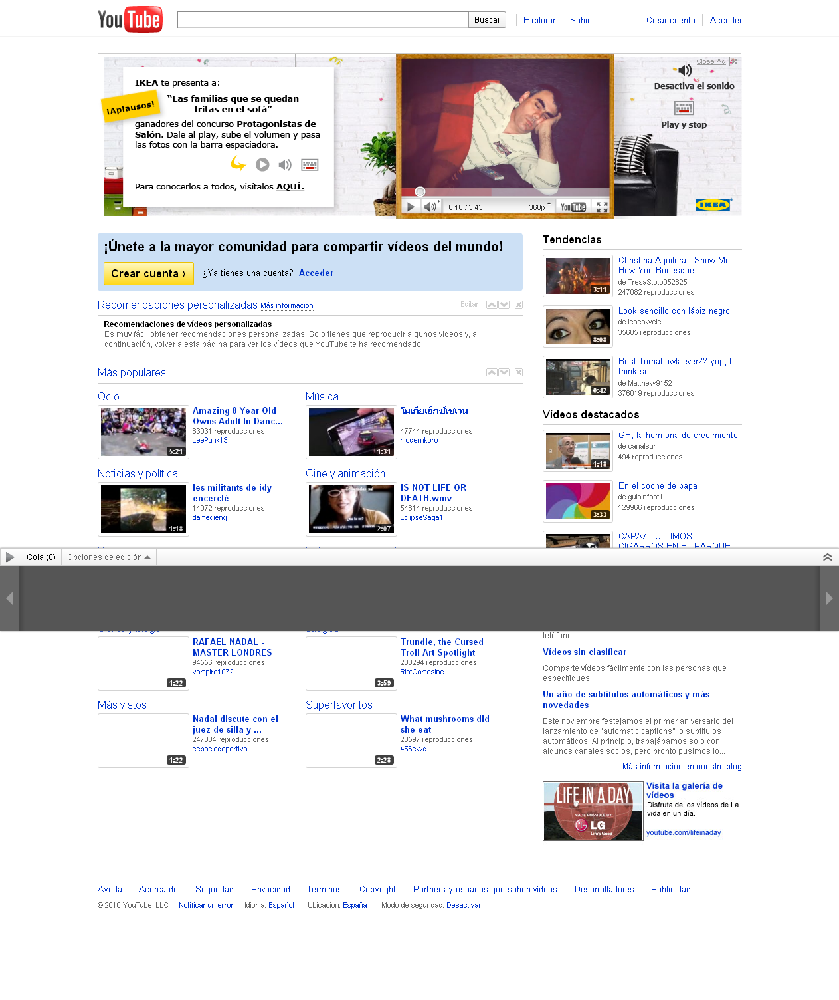 YouTube
Buscar
Explorar
Subir
Crear cuenta
Acceder
Close Ad
IKEA te presenta a:
¡Aplausos!
“Las familias que se quedan
fritas en el sofá”
ganadores del concurso Protagonistas de
Salón. Dale al play, sube el volumen y pasa
las fotos con la barra espaciadora.
Para conocerlos a todos, visítalos AQUÍ.
0:16 / 3:43
360p
YouTube
Desactiva el sonido
Play y stop
IKEA
¡Únete a la mayor comunidad para compartir vídeos del mundo!
Crear cuenta ›
¿Ya tienes una cuenta? Acceder
Recomendaciones personalizadas Más información
Editar
Recomendaciones de vídeos personalizadas
Es muy fácil obtener recomendaciones personalizadas. Solo tienes que reproducir algunos vídeos y, a
continuación, volver a esta página para ver los vídeos que YouTube te ha recomendado.
Más populares
Ocio
5:21
Amazing 8 Year Old
Owns Adult In Danc...
83031 reproducciones
LeePunk13
Música
1:31
โนเกียเอ็กซ์เซเวน
47744 reproducciones
modernkoro
Noticias y política
1:18
les militants de idy
encerclé
14072 reproducciones
damedieng
Cine y animación
2:07
IS NOT LIFE OR
DEATH.wmv
54814 reproducciones
EclipseSaga1
Tendencias
3:11
Christina Aguilera - Show Me
How You Burlesque ...
de TresaStoto052625
247082 reproducciones
8:08
Look sencillo con lápiz negro
de isasaweis
35605 reproducciones
0:42
Best Tomahawk ever?? yup, I
think so
de Matthew9152
376019 reproducciones
Vídeos destacados
1:18
GH, la hormona de crecimiento
de canalsur
494 reproducciones
3:33
En el coche de papa
de guiainfantil
129966 reproducciones
CAPAZ - ULTIMOS
CIGARROS EN EL PARQUE
Cola (0)
Opciones de edición
1:22
RAFAEL NADAL -
MASTER LONDRES
94556 reproducciones
vampiro1072
3:59
Trundle, the Cursed
Troll Art Spotlight
233294 reproducciones
RiotGamesInc
Más vistos
1:22
Nadal discute con el
juez de silla y ...
247334 reproducciones
espaciodeportivo
Superfavoritos
2:28
What mushrooms did
she eat
20597 reproducciones
456ewq
teléfono.
Vídeos sin clasificar
Comparte vídeos fácilmente con las personas que
especifiques.
Un año de subtítulos automáticos y más
novedades
Este noviembre festejamos el primer aniversario del
lanzamiento de "automatic captions", o subtítulos
automáticos. Al principio, trabajábamos solo con
algunos canales socios, pero pronto pusimos lo...
Más información en nuestro blog
LIFE IN A DAY
MADE POSSIBLE BY:
LG
Life's Good
Visita la galería de
vídeos
Disfruta de los vídeos de La
vida en un día.
youtube.com/lifeinaday
Ayuda
Acerca de
Seguridad
Privacidad
Términos
Copyright
Partners y usuarios que suben vídeos
Desarrolladores
Publicidad
© 2010 YouTube, LLC
Notificar un error
Idioma: Español
Ubicación: España
Modo de seguridad: Desactivar